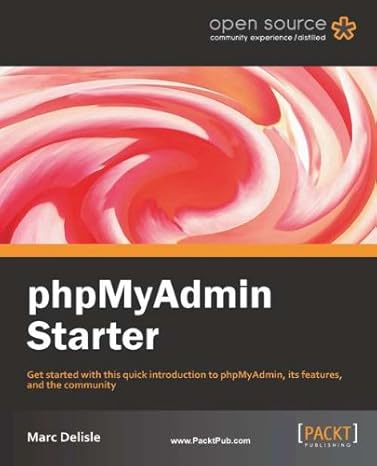 open source
community experience / distilled
phpMyAdmin
Starter
Get started with this quick introduction to phpMyAdmin, its features,
and the community
Marc Delisle
www.PacktPub.com
[PACKT]
PUBLISHING